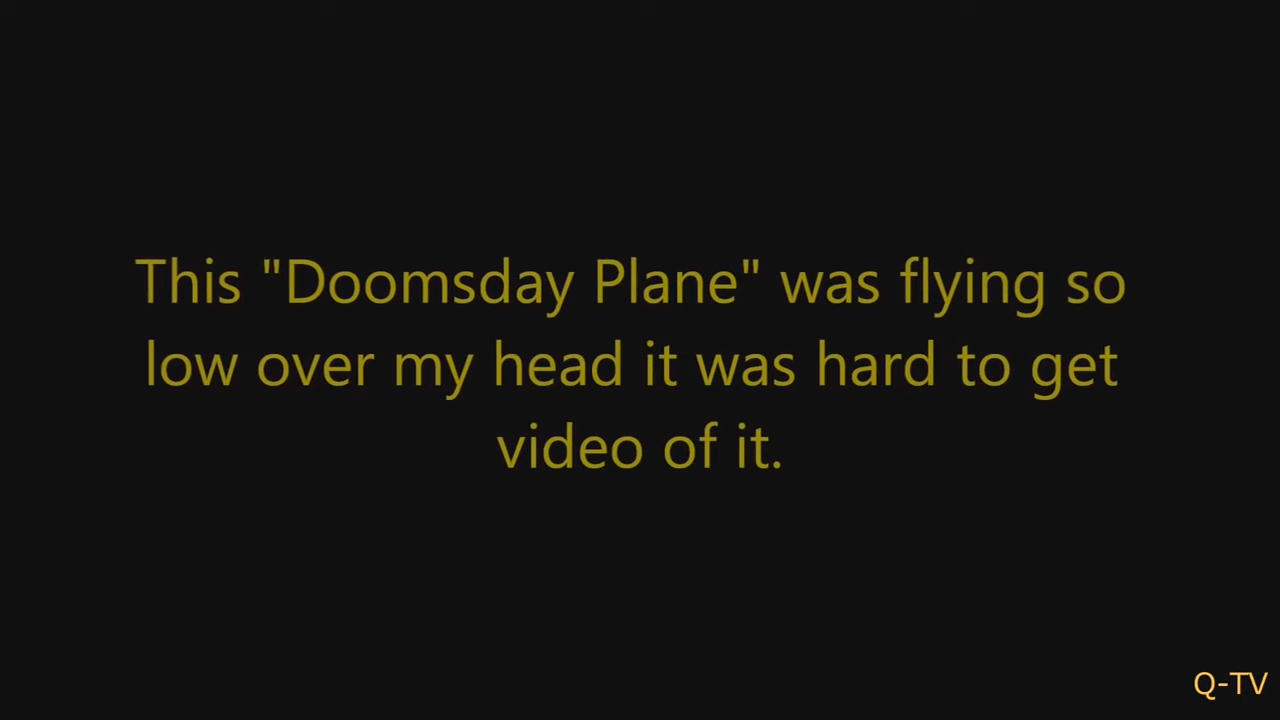 This "Doomsday Plane" was flying so
low over my head it was hard to get
video of it.
Q-TV